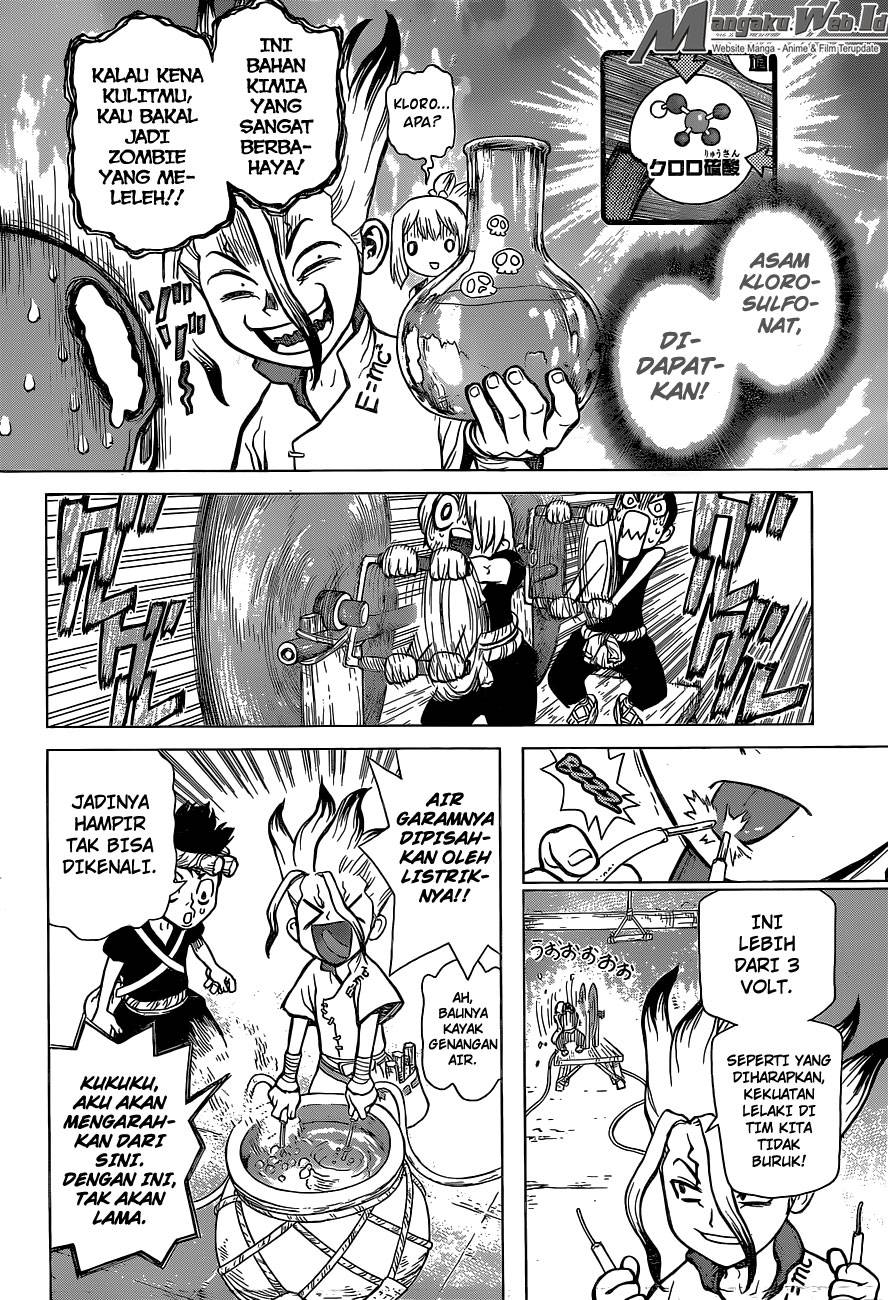 Mangaku Web.Id
Website Manga - Anime & Film Terupdate
りゅうさん
クロロ硫酸
ASAM
KLORO-
SULFO-
NAT,
DI-
DAPAT-
KAN!
KLORO...
APA?
INI
BAHAN
KIMIA
YANG
SANGAT
BERBA-
HAYA!
KALAU KENA
KULITMU,
KAU BAKAL
JADI
ZOMBIE
YANG ME-
LELEH!!
E=mc²
BZZZ
INI
LEBIH
DARI 3
VOLT.
SEPERTI YANG
DIHARAPKAN,
KEKUATAN
LELAKI DI
TIM KITA
TIDAK
BURUK!
うおおおおお
E=mc
AIR
GARAMNYA
DIPISAH-
KAN OLEH
LISTRIK-
NYA!!
AH,
BAUNYA
KAYAK
GENANGAN
AIR.
JADINYA
HAMPIR
TAK BISA
DIKENALI.
KUKUKU,
AKU AKAN
MENGARAH-
KAN DARI
SINI.
DENGAN INI,
TAK AKAN
LAMA.